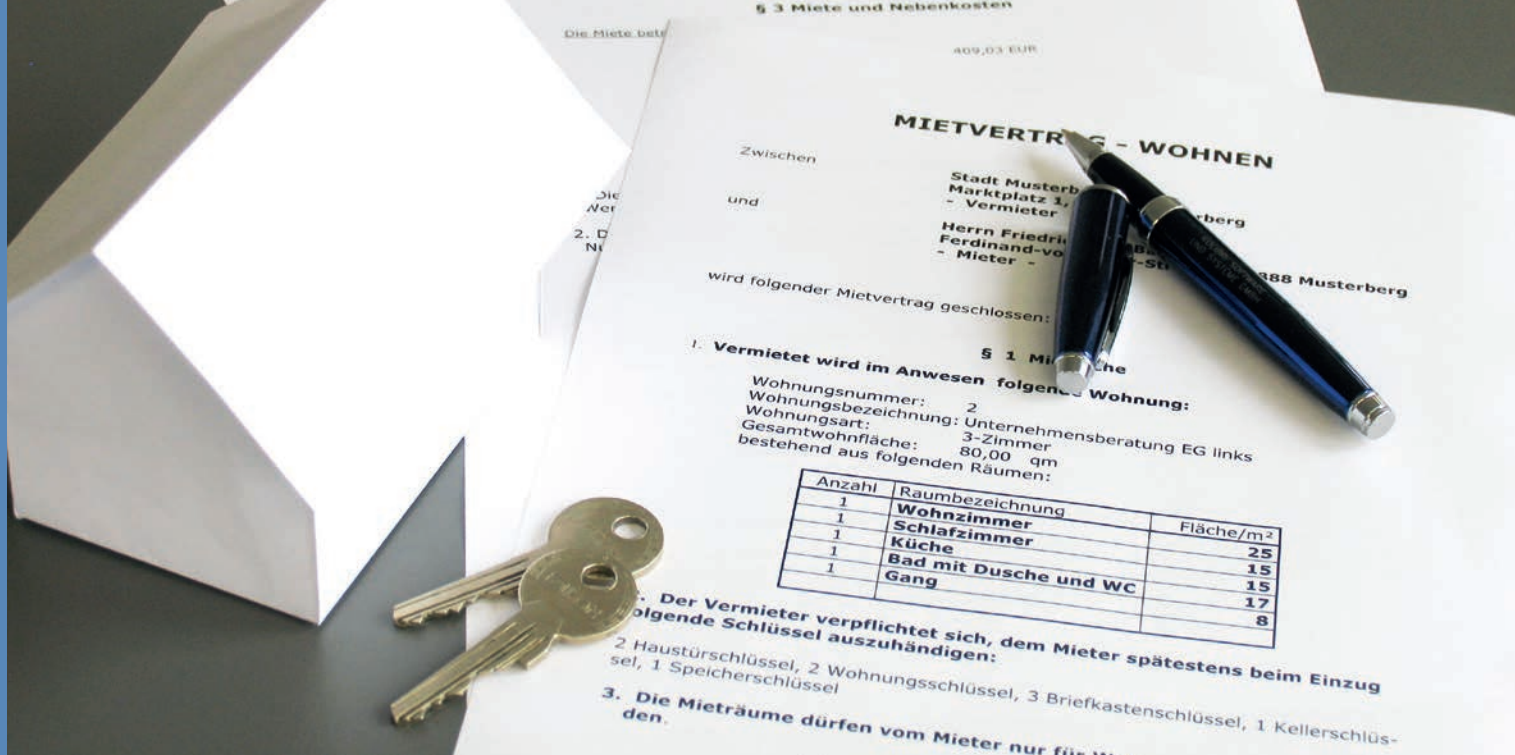 § 3 Miete und Nebenkosten
Die Miete
409,03 EUR
MIETVERTR G - WOHNEN
Zwischen
Stadt Musterb
Marktplatz 1, rberg
- Vermieter
und
Herrn Friedri
Ferdinand-vo -St 888 Musterberg
- Mieter -
wird folgender Mietvertrag geschlossen:
§ 1 Mi he
1. Vermietet wird im Anwesen folgende Wohnung:
Wohnungsnummer: 2
Wohnungsbezeichnung: Unternehmensberatung EG links
Wohnungsart: 3-Zimmer
Gesamtwohnfläche: 80,00 qm
bestehend aus folgenden Räumen:
Anzahl Raumbezeichnung Fläche/m²
1 Wohnzimmer 25
1 Schlafzimmer 15
1 Küche 15
1 Bad mit Dusche und WC 17
1 Gang 8
. Der Vermieter verpflichtet sich, dem Mieter spätestens beim Einzug
olgende Schlüssel auszuhändigen:
2 Haustürschlüssel, 2 Wohnungsschlüssel, 3 Briefkastenschlüssel, 1 Kellerschlüs-
sel, 1 Speicherschlüssel
3. Die Mieträume dürfen vom Mieter nur für
den.